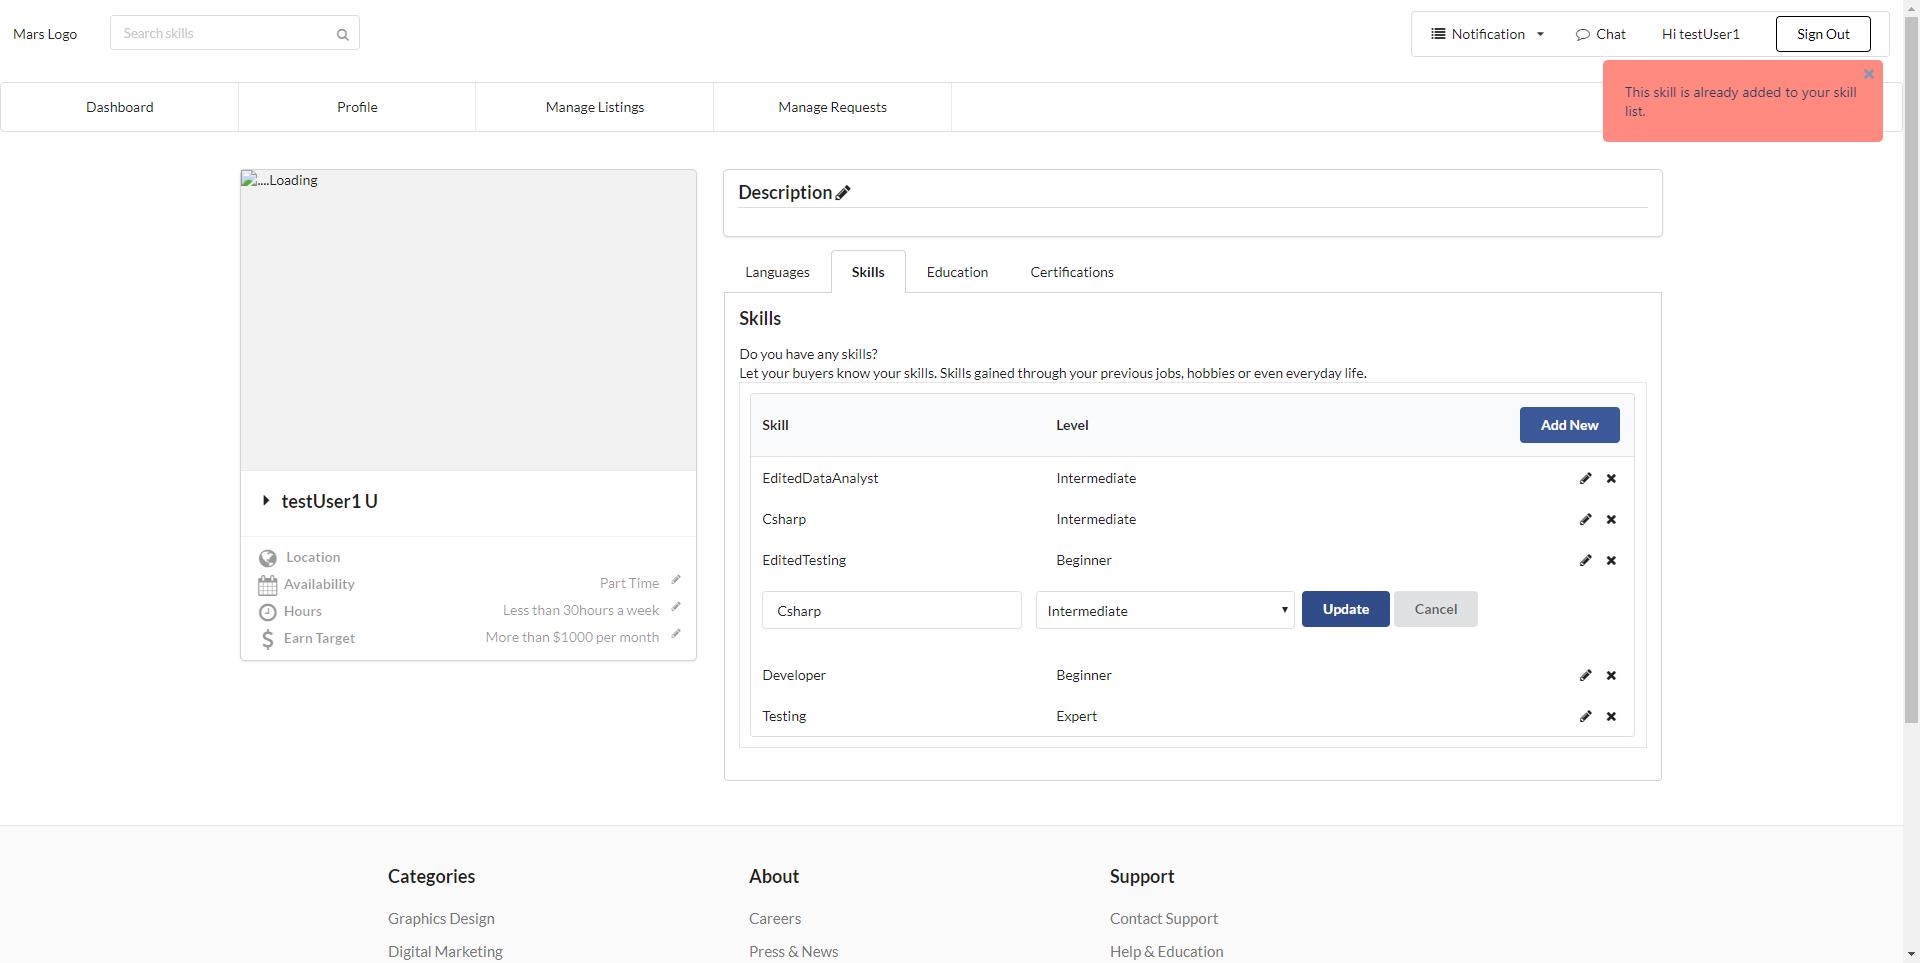 Mars Logo
Search skills
Notification
Chat
Hi testUser1
Sign Out
Dashboard
Profile
Manage Listings
Manage Requests
This skill is already added to your skill
list.
....Loading
testUser1 U
Location
Availability
Part Time
Hours
Less than 30hours a week
Earn Target
More than $1000 per month
Description
Languages
Skills
Education
Certifications
Skills
Do you have any skills?
Let your buyers know your skills. Skills gained through your previous jobs, hobbies or even everyday life.
Skill
Level
Add New
EditedDataAnalyst
Intermediate
Csharp
Intermediate
EditedTesting
Beginner
Csharp
Intermediate
Update
Cancel
Developer
Beginner
Testing
Expert
Categories
Graphics Design
Digital Marketing
About
Careers
Press & News
Support
Contact Support
Help & Education